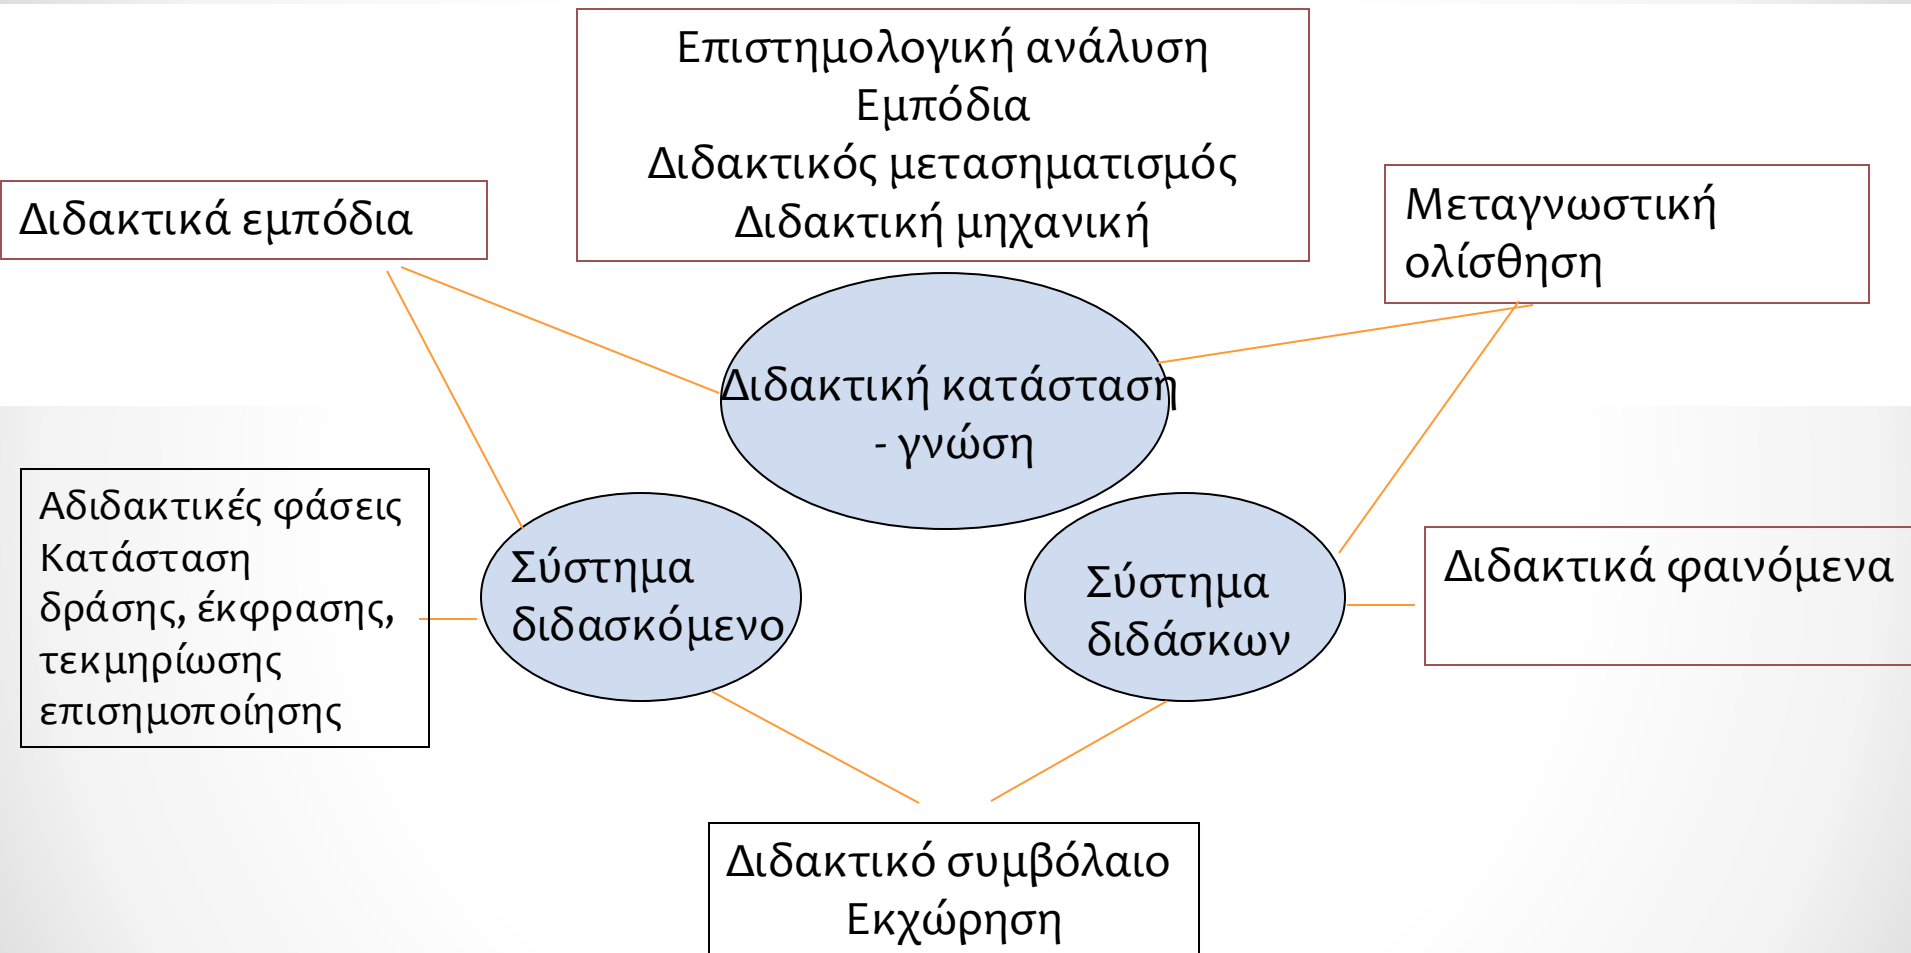 Επιστημολογική ανάλυση
Εμπόδια
Διδακτικός μετασηματισμός
Διδακτική μηχανική
Διδακτικά εμπόδια
Μεταγνωστική
ολίσθηση
Διδακτική κατάσταση
- γνώση
Αδιδακτικές φάσεις
Κατάσταση
δράσης, έκφρασης,
τεκμηρίωσης
επισημοποίησης
Σύστημα
διδασκόμενο
Σύστημα
διδάσκων
Διδακτικά φαινόμενα
Διδακτικό συμβόλαιο
Εκχώρηση